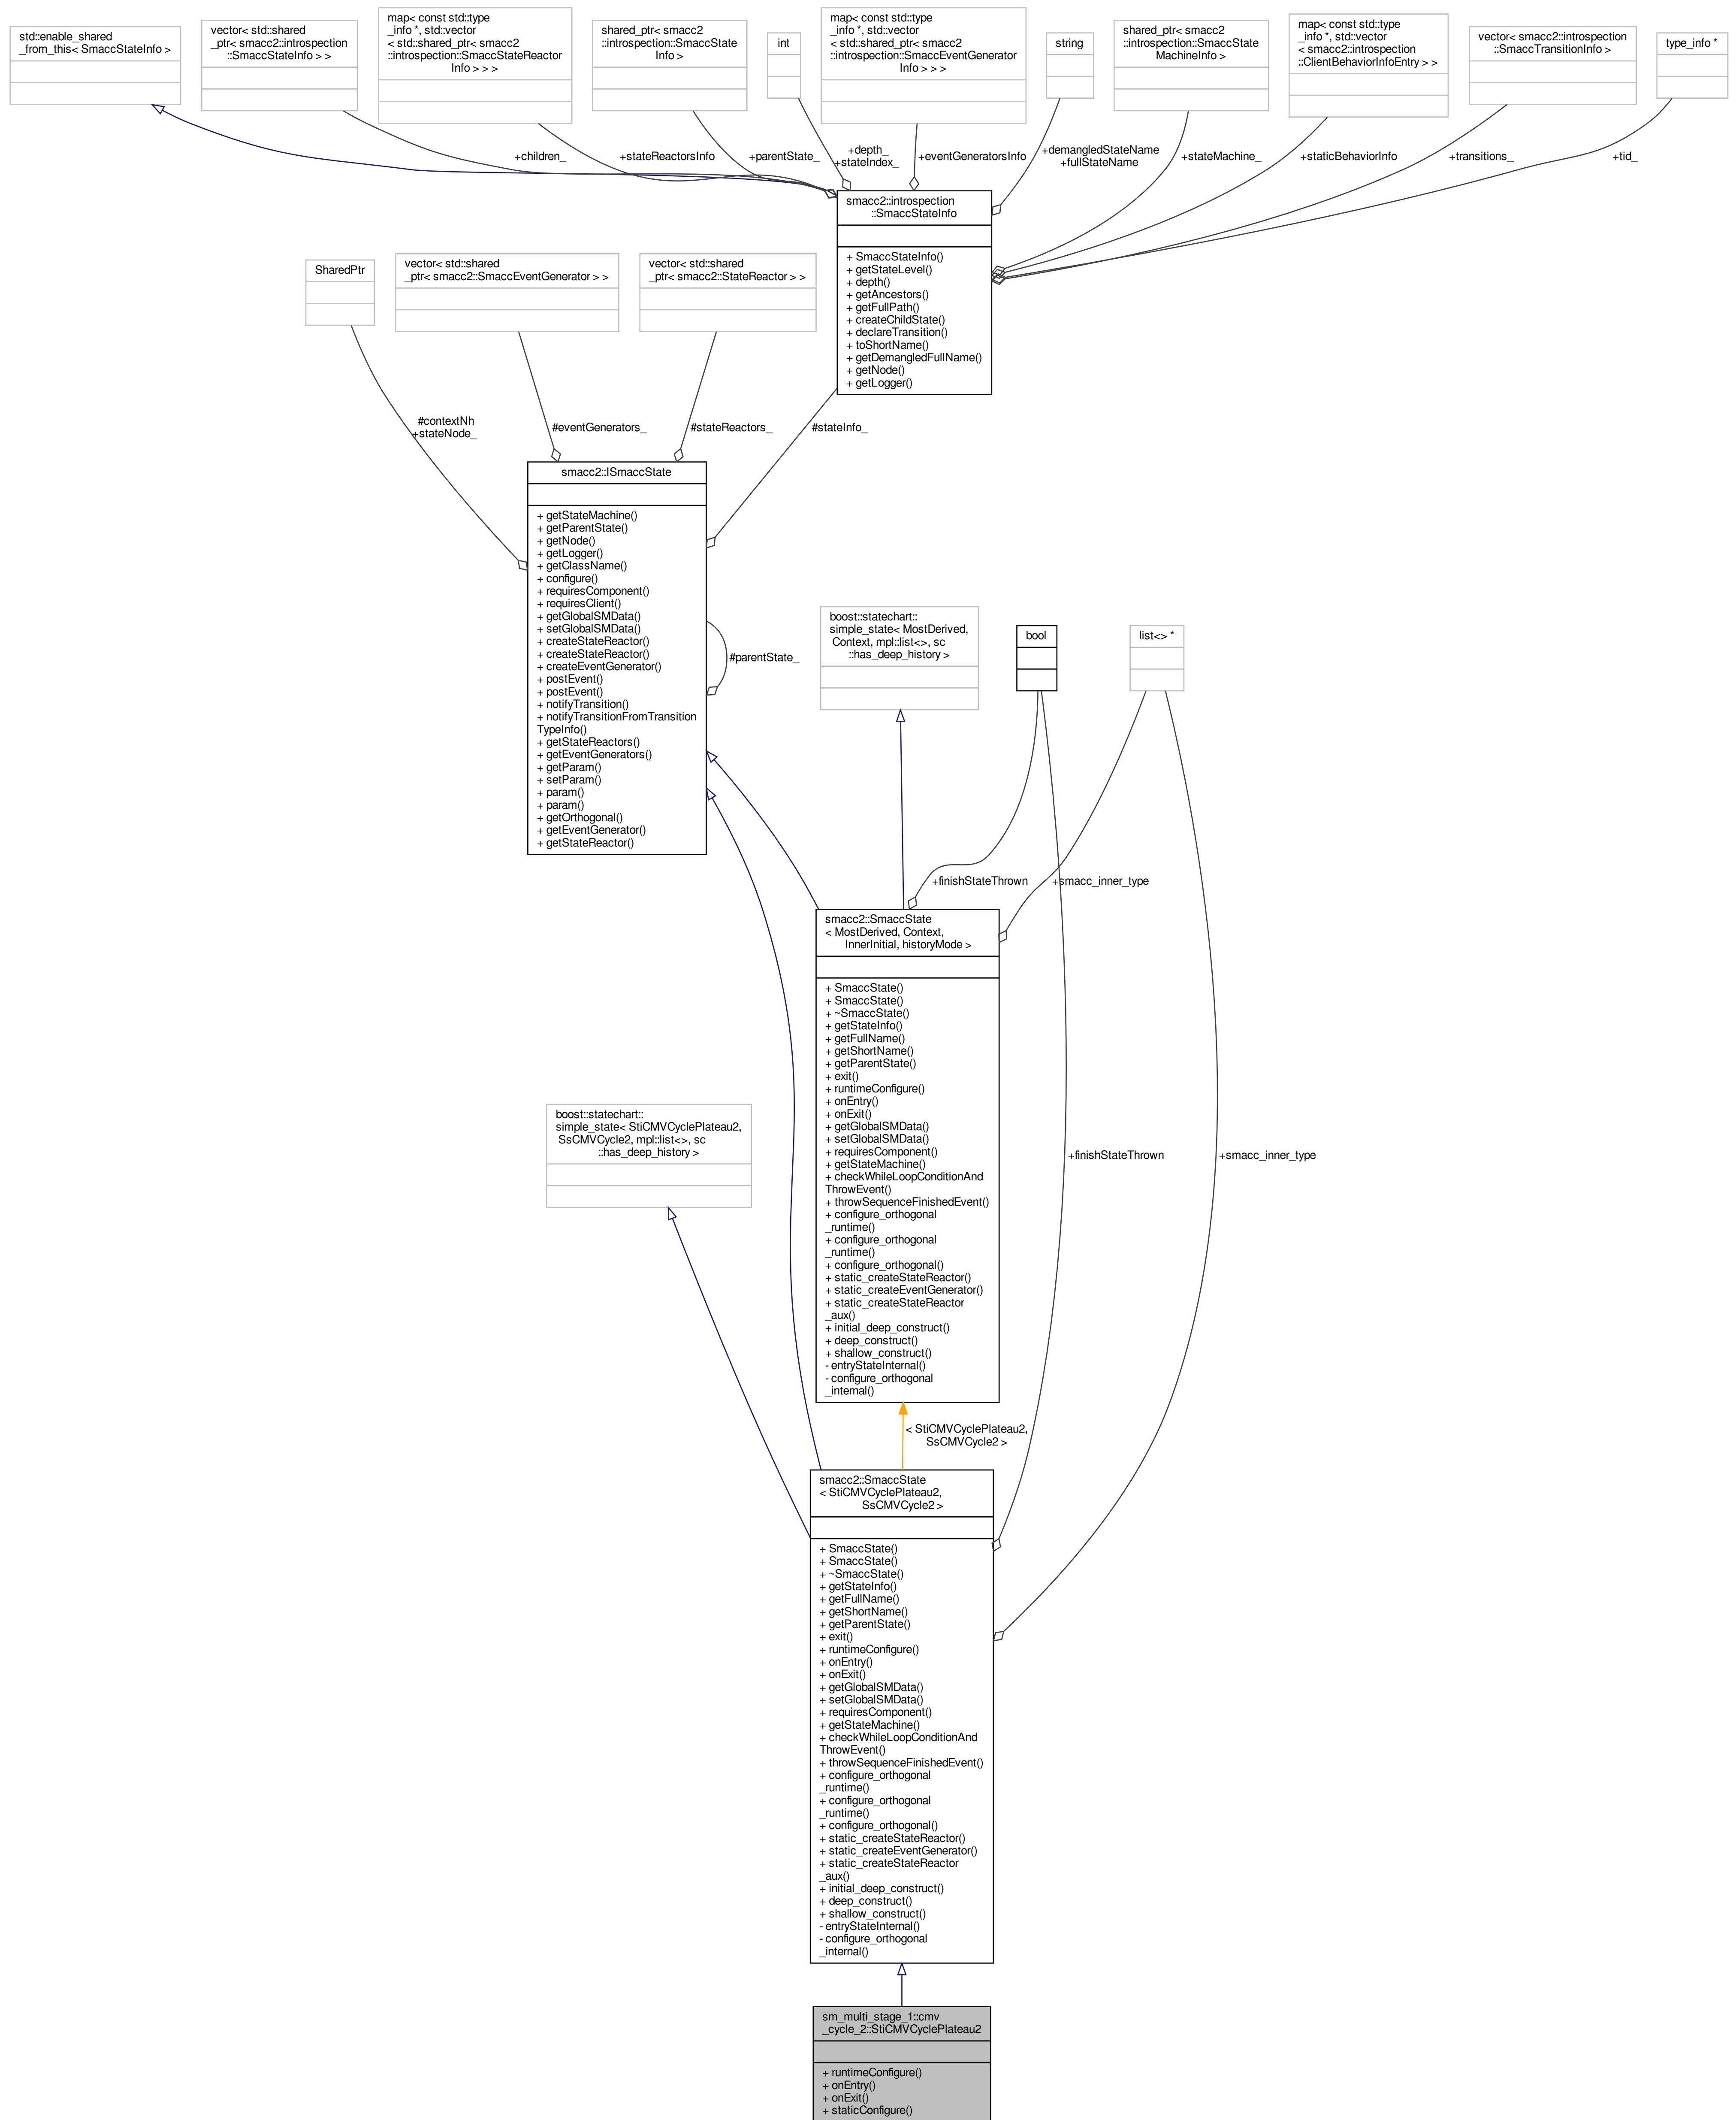 std::enable_shared
_from_this< SmaccStateInfo >
vector< std::shared
_ptr< smacc2::introspection
::SmaccStateInfo > >
map< const std::type
_info *, std::vector
< std::shared_ptr< smacc2
::introspection::SmaccStateReactor
Info > > >
shared_ptr< smacc2
::introspection::SmaccState
Info >
int
map< const std::type
_info *, std::vector
< std::shared_ptr< smacc2
::introspection::SmaccEventGenerator
Info > > >
string
shared_ptr< smacc2
::introspection::SmaccState
MachineInfo >
map< const std::type
_info *, std::vector
< smacc2::introspection
::ClientBehaviorInfoEntry > >
vector< smacc2::introspection
::SmaccTransitionInfo >
type_info *
+children_
+stateReactorsInfo
+parentState_
+depth_
+stateIndex_
+eventGeneratorsInfo
+demangledStateName
+fullStateName
+stateMachine_
+staticBehaviorInfo
+transitions_
+tid_
smacc2::introspection
::SmaccStateInfo
+ SmaccStateInfo()
+ getStateLevel()
+ depth()
+ getAncestors()
+ getFullPath()
+ createChildState()
+ declareTransition()
+ toShortName()
+ getDemangledFullName()
+ getNode()
+ getLogger()
SharedPtr
vector< std::shared
_ptr< smacc2::SmaccEventGenerator > >
vector< std::shared
_ptr< smacc2::StateReactor > >
#contextNh
+stateNode_
#eventGenerators_
#stateReactors_
#stateInfo_
smacc2::ISmaccState
+ getStateMachine()
+ getParentState()
+ getNode()
+ getLogger()
+ getClassName()
+ configure()
+ requiresComponent()
+ requiresClient()
+ getGlobalSMData()
+ setGlobalSMData()
+ createStateReactor()
+ createStateReactor()
+ createEventGenerator()
+ postEvent()
+ postEvent()
+ notifyTransition()
+ notifyTransitionFromTransition
TypeInfo()
+ getStateReactors()
+ getEventGenerators()
+ getParam()
+ setParam()
+ param()
+ param()
+ getOrthogonal()
+ getEventGenerator()
+ getStateReactor()
#parentState_
boost::statechart::
simple_state< MostDerived,
Context, mpl::list<>, sc
::has_deep_history >
bool
list<> *
+finishStateThrown
+smacc_inner_type
smacc2::SmaccState
< MostDerived, Context,
InnerInitial, historyMode >
+ SmaccState()
+ SmaccState()
+ ~SmaccState()
+ getStateInfo()
+ getFullName()
+ getShortName()
+ getParentState()
+ exit()
+ runtimeConfigure()
+ onEntry()
+ onExit()
+ getGlobalSMData()
+ setGlobalSMData()
+ requiresComponent()
+ getStateMachine()
+ checkWhileLoopConditionAnd
ThrowEvent()
+ throwSequenceFinishedEvent()
+ configure_orthogonal
_runtime()
+ configure_orthogonal
_runtime()
+ configure_orthogonal()
+ static_createStateReactor()
+ static_createEventGenerator()
+ static_createStateReactor
_aux()
+ initial_deep_construct()
+ deep_construct()
+ shallow_construct()
- entryStateInternal()
- configure_orthogonal
_internal()
boost::statechart::
simple_state< StiCMVCyclePlateau2,
SsCMVCycle2, mpl::list<>, sc
::has_deep_history >
+finishStateThrown
+smacc_inner_type
< StiCMVCyclePlateau2,
SsCMVCycle2 >
smacc2::SmaccState
< StiCMVCyclePlateau2,
SsCMVCycle2 >
+ SmaccState()
+ SmaccState()
+ ~SmaccState()
+ getStateInfo()
+ getFullName()
+ getShortName()
+ getParentState()
+ exit()
+ runtimeConfigure()
+ onEntry()
+ onExit()
+ getGlobalSMData()
+ setGlobalSMData()
+ requiresComponent()
+ getStateMachine()
+ checkWhileLoopConditionAnd
ThrowEvent()
+ throwSequenceFinishedEvent()
+ configure_orthogonal
_runtime()
+ configure_orthogonal
_runtime()
+ configure_orthogonal()
+ static_createStateReactor()
+ static_createEventGenerator()
+ static_createStateReactor
_aux()
+ initial_deep_construct()
+ deep_construct()
+ shallow_construct()
- entryStateInternal()
- configure_orthogonal
_internal()
sm_multi_stage_1::cmv
_cycle_2::StiCMVCyclePlateau2
+ runtimeConfigure()
+ onEntry()
+ onExit()
+ staticConfigure()